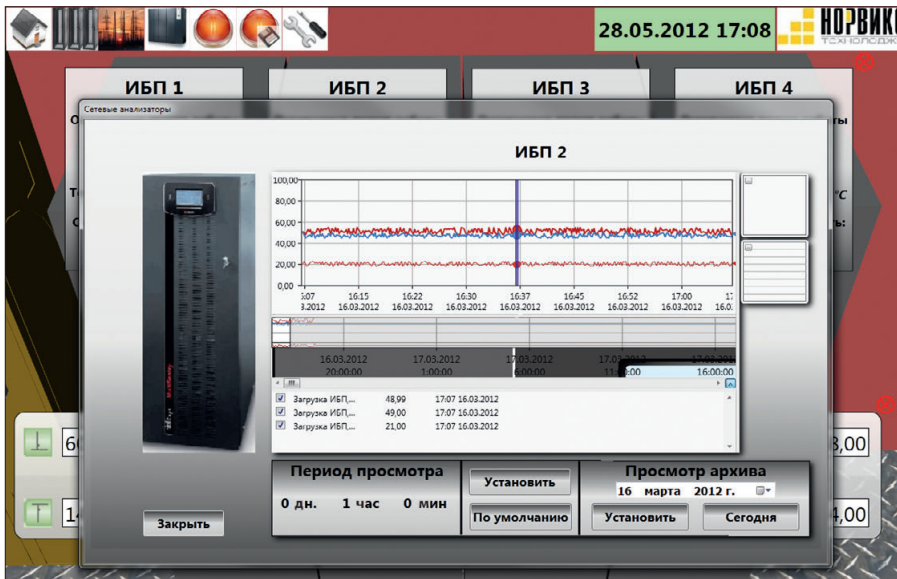 28.05.2012 17:08
НОРВИКС
ТЕХНОЛОДЖ
ИБП 1
ИБП 2
ИБП 3
ИБП 4
Сетевые анализаторы
ИБП 2
100,00
80,00
60,00
40,00
20,00
0,00
16:15 16:22 16:30 16:37 16:45 16:52 17:00
16.03.2012 16.03.2012 16.03.2012 16.03.2012 16.03.2012 16.03.2012 16.03.2012
16.03.2012 17.03.2012 17.03.2012
20:00:00 1:00:00 6:00:00 16:00:00
Загрузка ИБП,... 48,99 17:07 16.03.2012
Загрузка ИБП,... 49,00 17:07 16.03.2012
Загрузка ИБП,... 21,00 17:07 16.03.2012
Период просмотра
0 дн. 1 час 0 мин
Установить
По умолчанию
Просмотр архива
16 марта 2012 г.
Установить
Сегодня
Закрыть